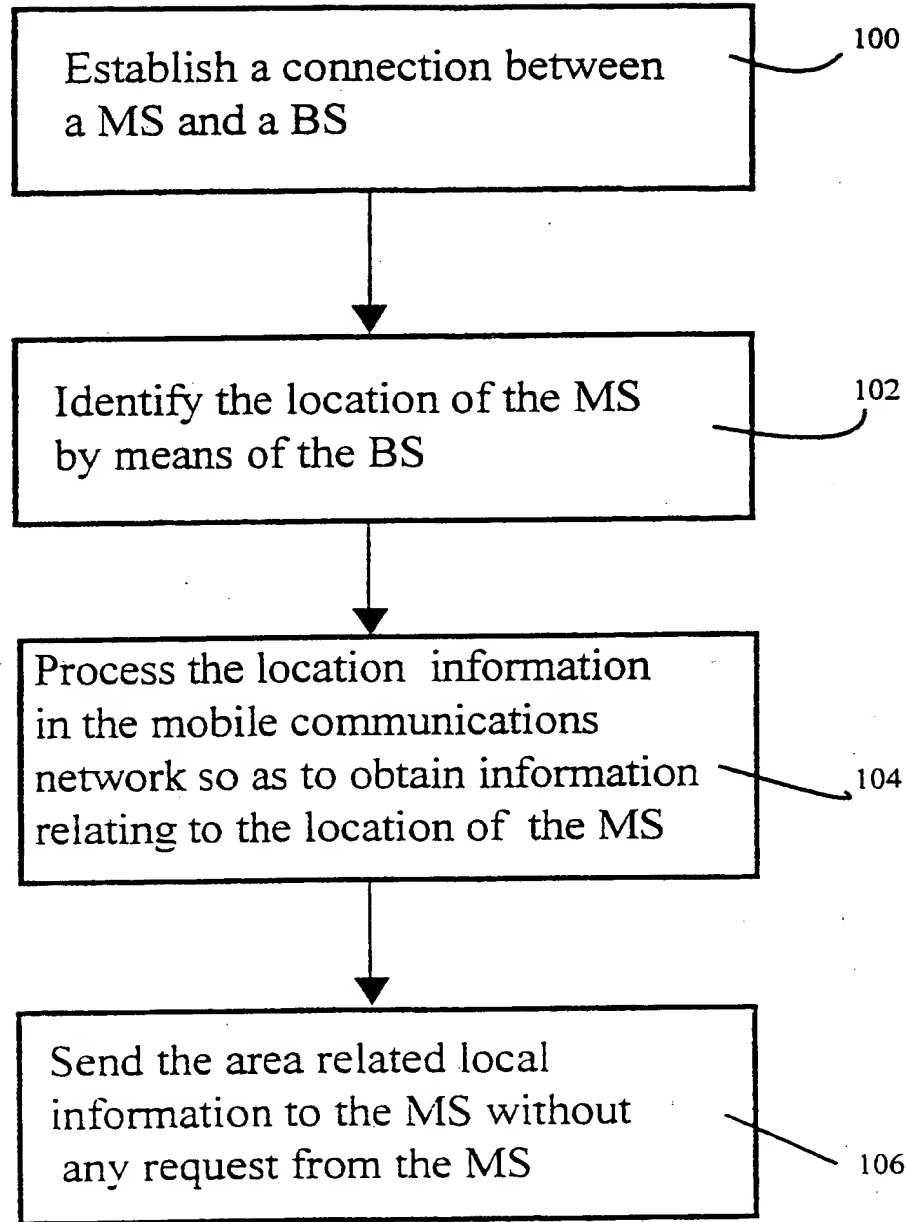 Establish a connection between
a MS and a BS
100
Identify the location of the MS
by means of the BS
102
Process the location information
in the mobile communications
network so as to obtain information
relating to the location of the MS
104
Send the area related local
information to the MS without
any request from the MS
106